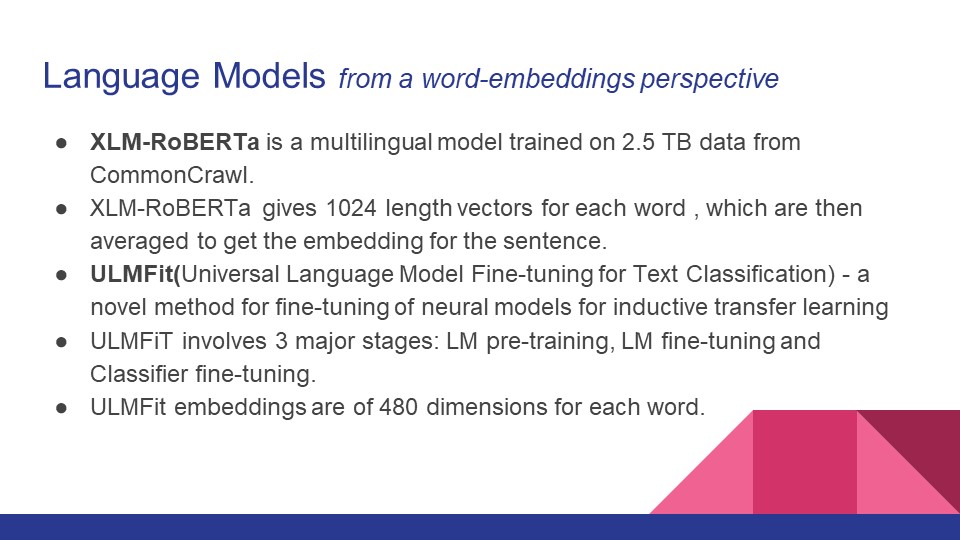 Language Models from a word-embeddings perspective
● XLM-RoBERTa is a multilingual model trained on 2.5 TB data from
CommonCrawl.
● XLM-RoBERTa gives 1024 length vectors for each word , which are then
averaged to get the embedding for the sentence.
● ULMFit(Universal Language Model Fine-tuning for Text Classification) - a
novel method for fine-tuning of neural models for inductive transfer learning
● ULMFiT involves 3 major stages: LM pre-training, LM fine-tuning and
Classifier fine-tuning.
● ULMFit embeddings are of 480 dimensions for each word.